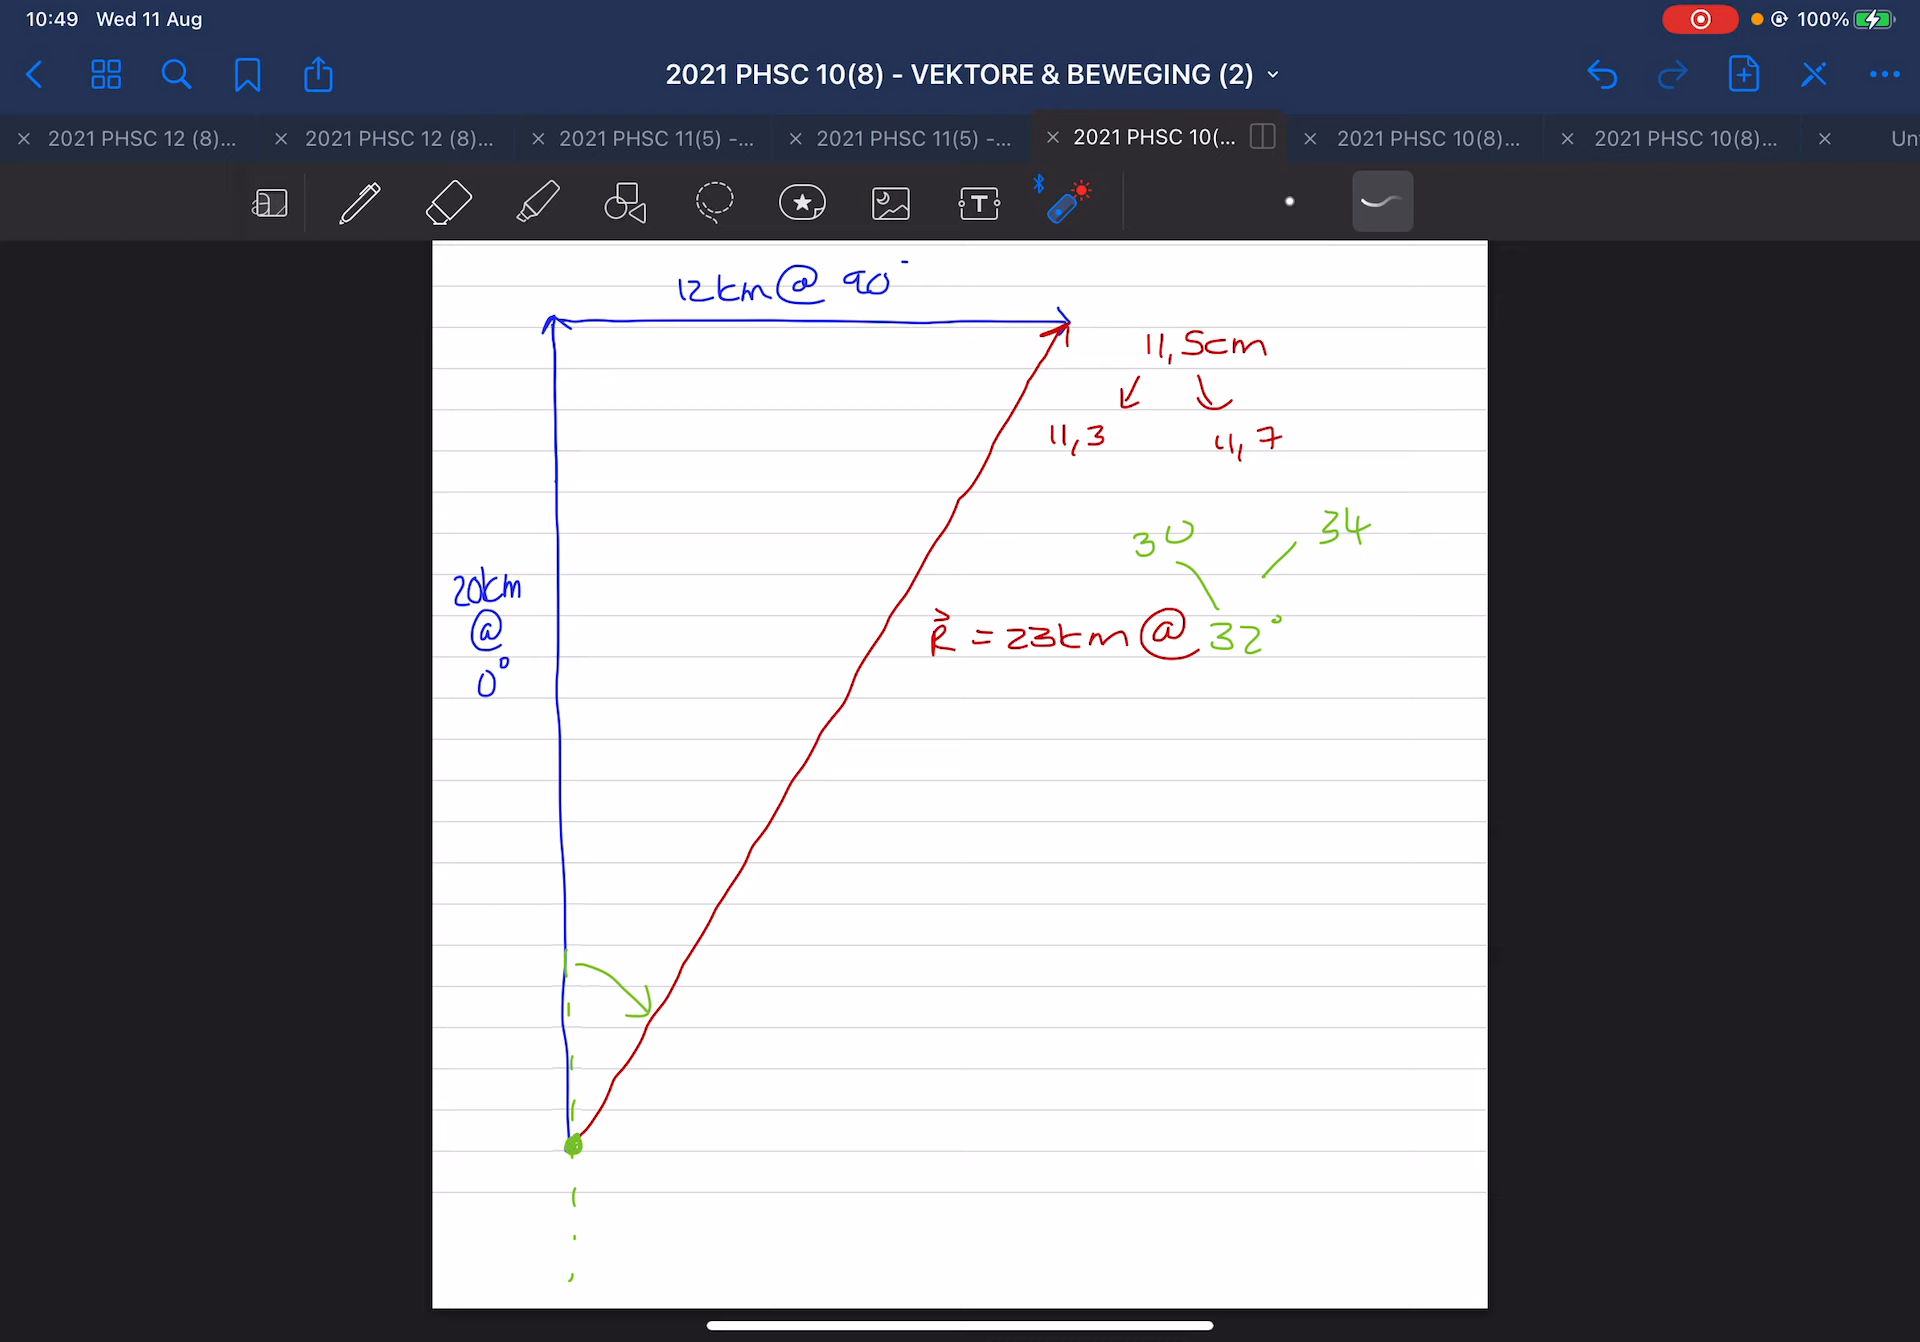 10:49 Wed 11 Aug
100%
2021 PHSC 10(8) - VEKTORE & BEWEGING (2)
2021 PHSC 12 (8)...
2021 PHSC 12 (8)...
2021 PHSC 11(5) -...
2021 PHSC 11(5) -...
2021 PHSC 10(...
2021 PHSC 10(8)...
2021 PHSC 10(8)...
Un
T
12km @ 90°
11,5cm
11,3
11,7
30
34
20km
@
0°
R = 23km @ 32°